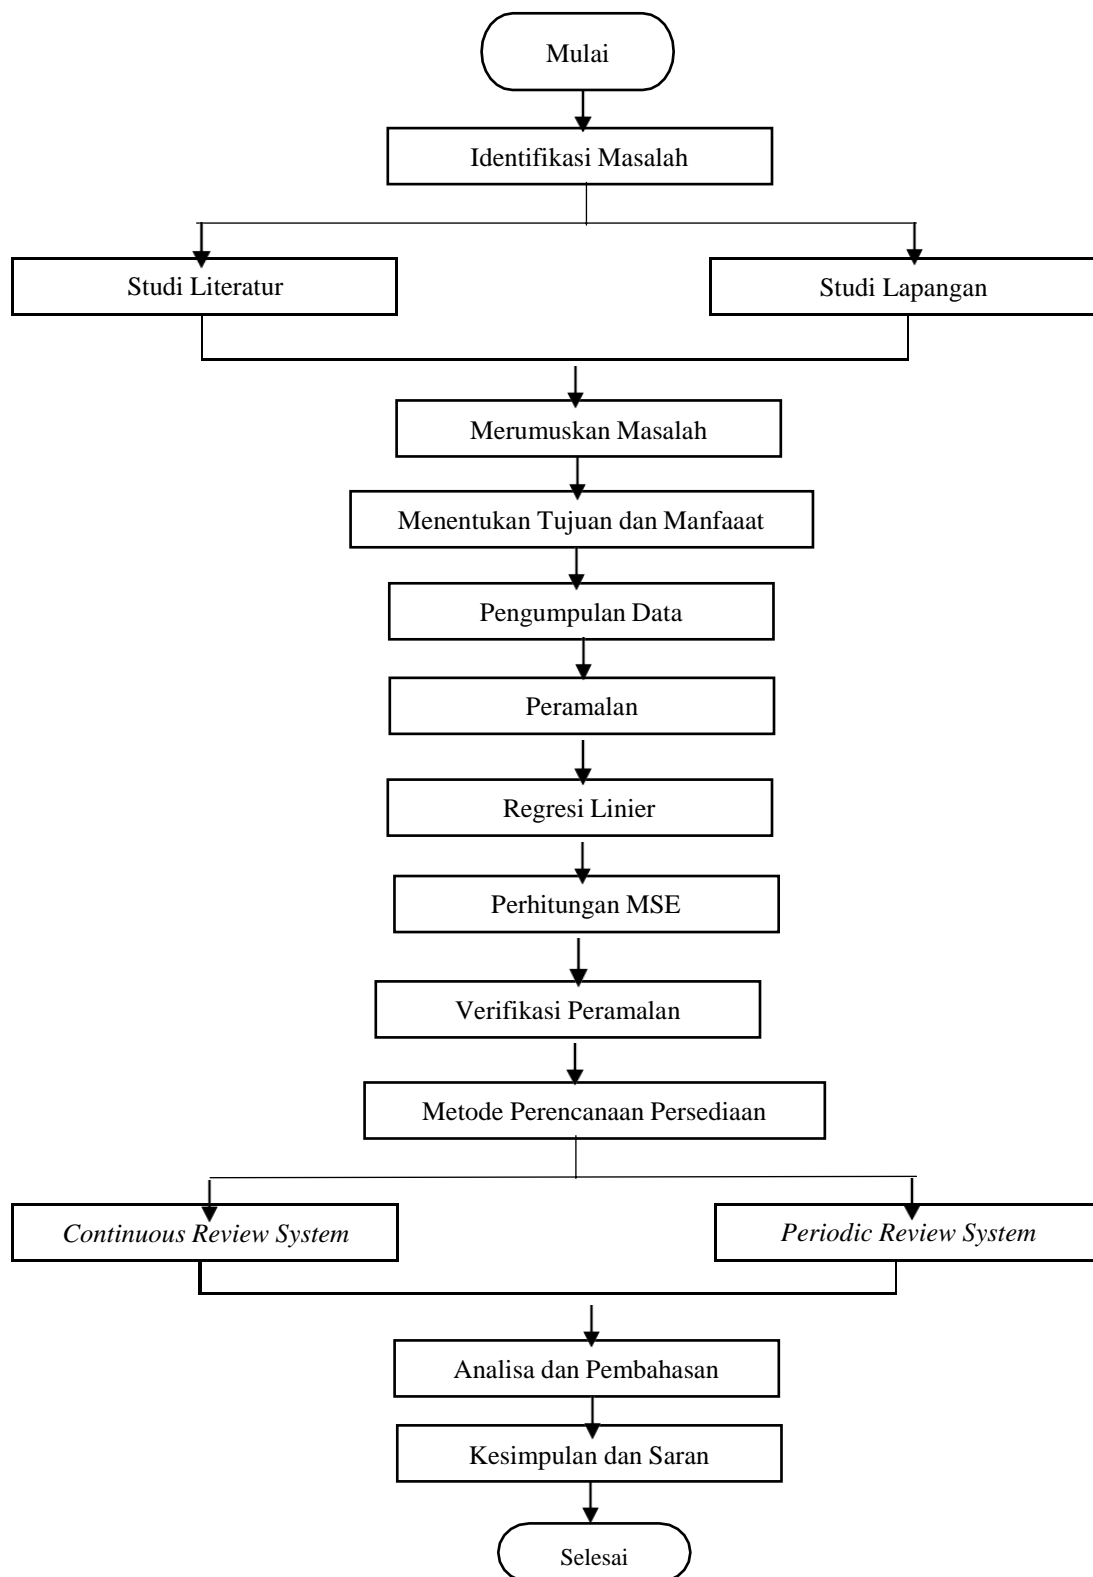 Mulai
Identifikasi Masalah
Studi Literatur
Studi Lapangan
Merumuskan Masalah
Menentukan Tujuan dan Manfaaat
Pengumpulan Data
Peramalan
Regresi Linier
Perhitungan MSE
Verifikasi Peramalan
Metode Perencanaan Persediaan
Continuous Review System
Periodic Review System
Analisa dan Pembahasan
Kesimpulan dan Saran
Selesai